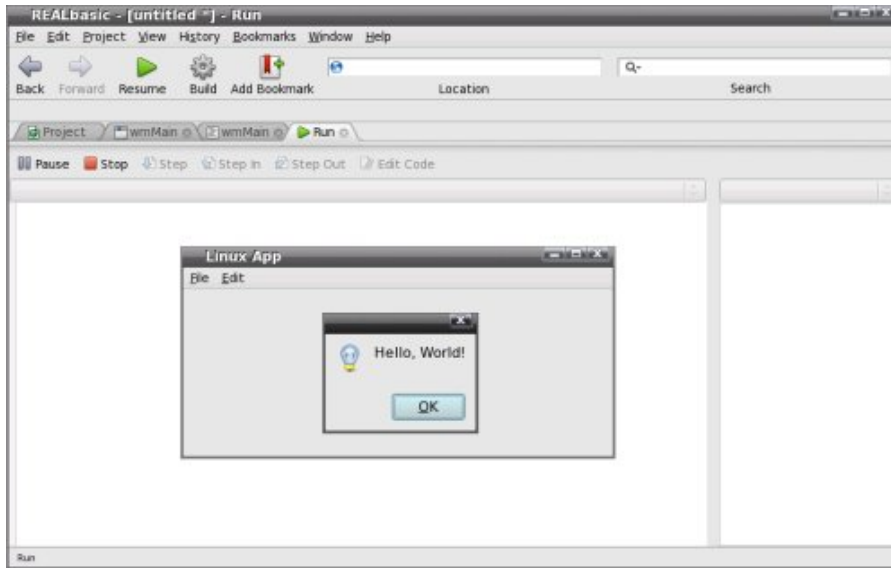 REALbasic - [untitled *] - Run
File Edit Project View History Bookmarks Window Help
Back Forward Resume Build Add Bookmark Location Search
Project wmMain wmMain Run
Pause Stop Step Step In Step Out Edit Code
Linux App
File Edit
Hello, World!
OK
Run